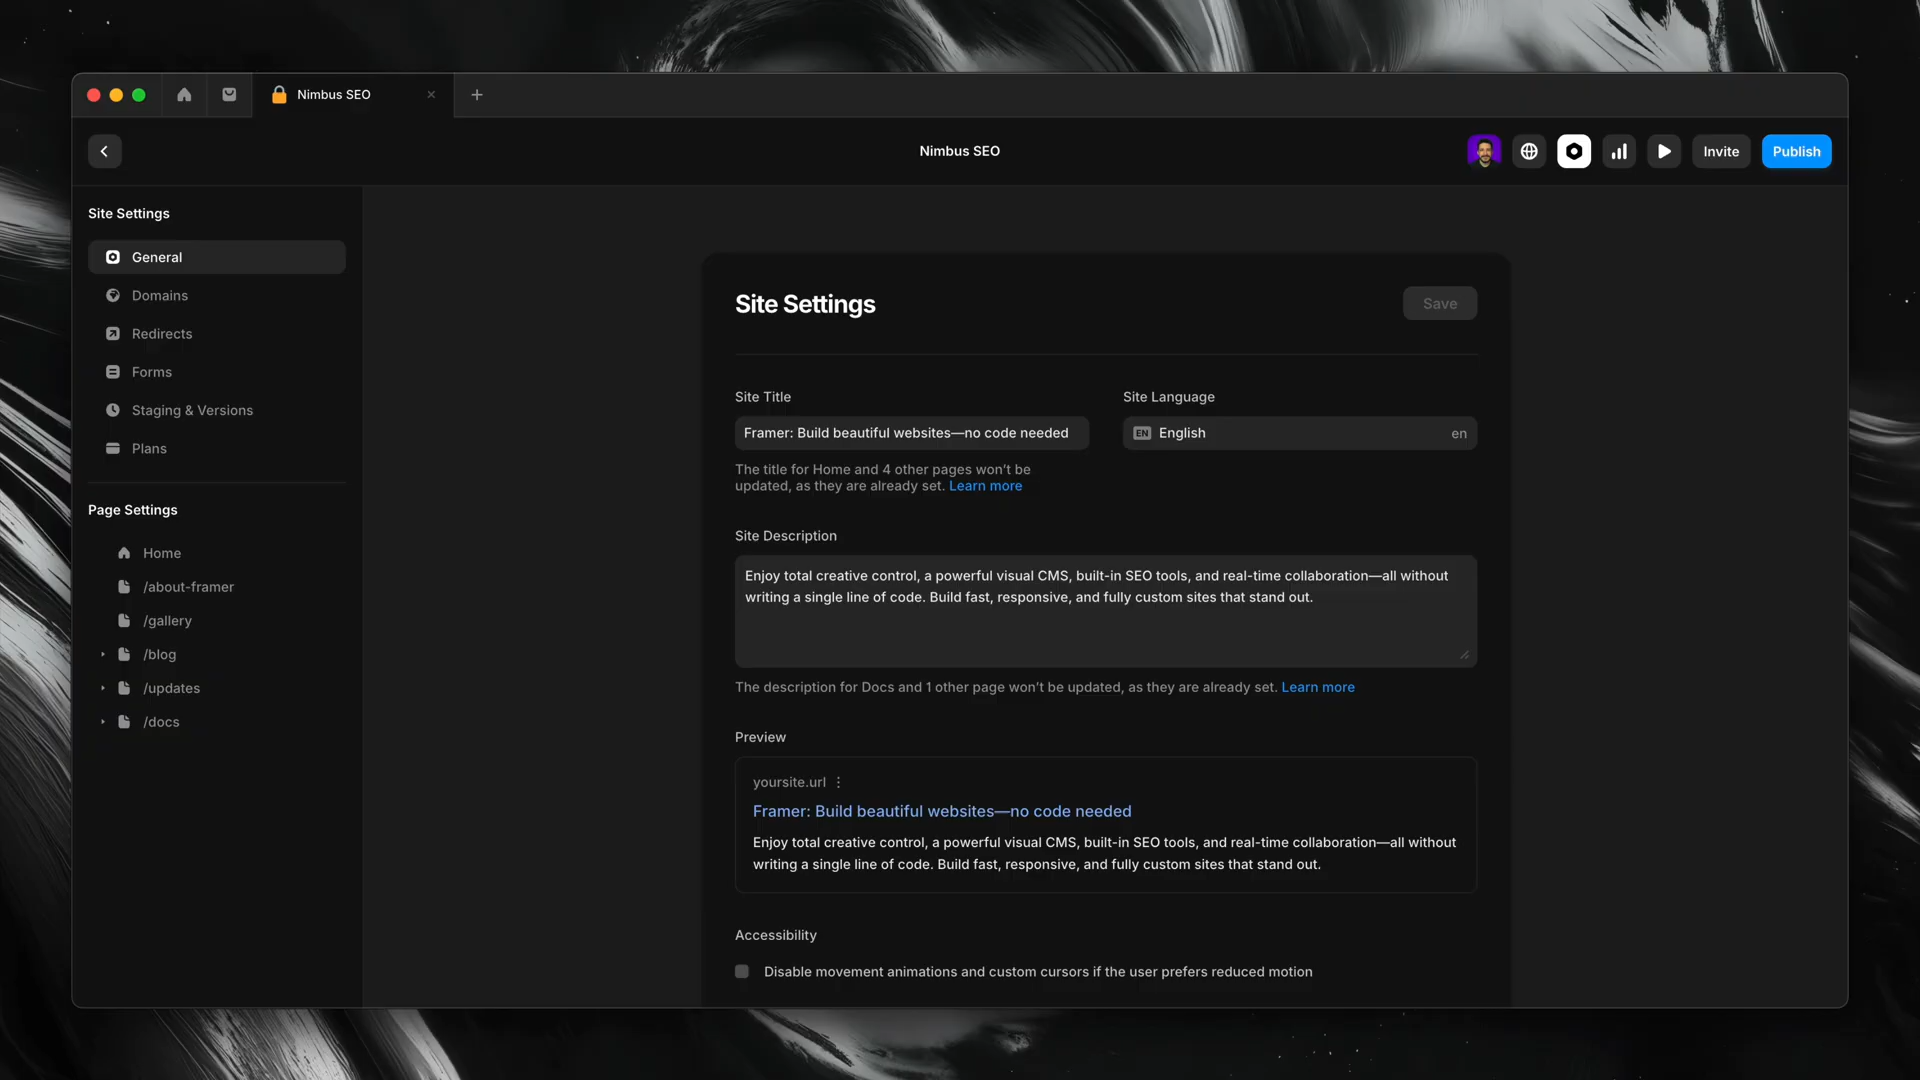 Nimbus SEO
Nimbus SEO
Invite
Publish
Site Settings
General
Domains
Redirects
Forms
Staging & Versions
Plans
Page Settings
Home
/about-framer
/gallery
/blog
/updates
/docs
Site Settings
Save
Site Title
Framer: Build beautiful websites—no code needed
The title for Home and 4 other pages won’t be
updated, as they are already set. Learn more
Site Language
EN English en
Site Description
Enjoy total creative control, a powerful visual CMS, built-in SEO tools, and real-time collaboration—all without
writing a single line of code. Build fast, responsive, and fully custom sites that stand out.
The description for Docs and 1 other page won’t be updated, as they are already set. Learn more
Preview
yoursite.url
Framer: Build beautiful websites—no code needed
Enjoy total creative control, a powerful visual CMS, built-in SEO tools, and real-time collaboration—all without
writing a single line of code. Build fast, responsive, and fully custom sites that stand out.
Accessibility
Disable movement animations and custom cursors if the user prefers reduced motion